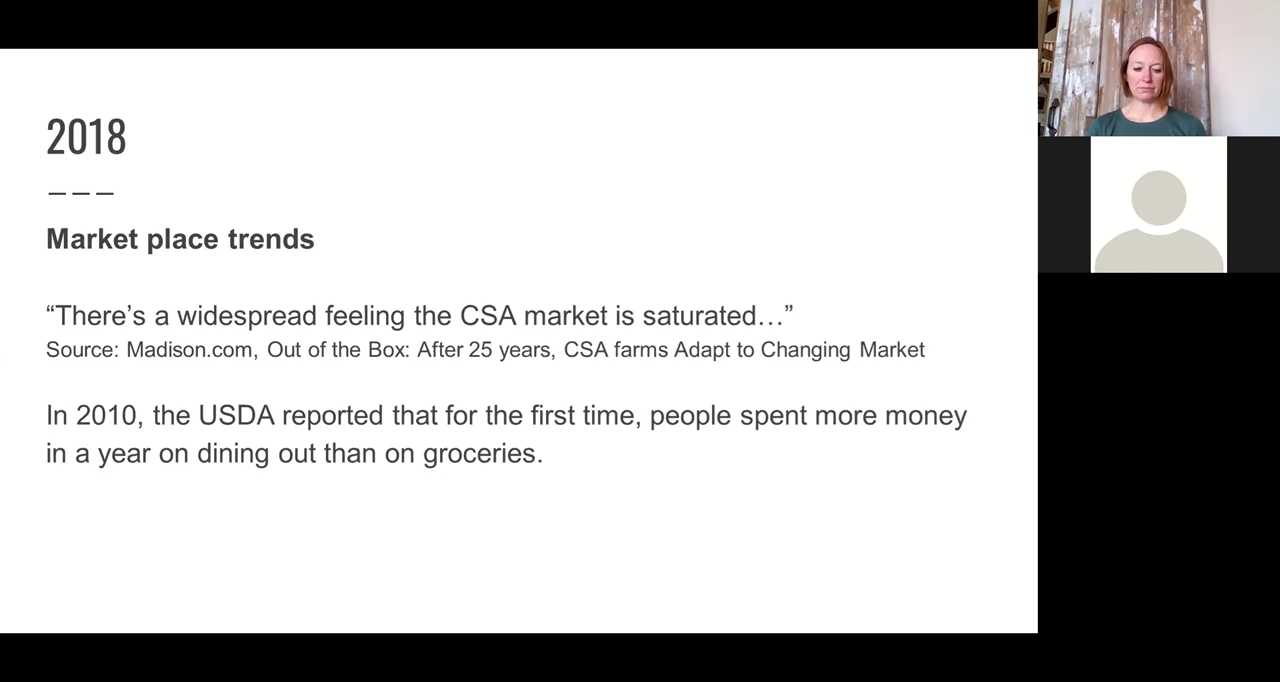 2018
Market place trends
“There’s a widespread feeling the CSA market is saturated…”
Source: Madison.com, Out of the Box: After 25 years, CSA farms Adapt to Changing Market
In 2010, the USDA reported that for the first time, people spent more money
in a year on dining out than on groceries.